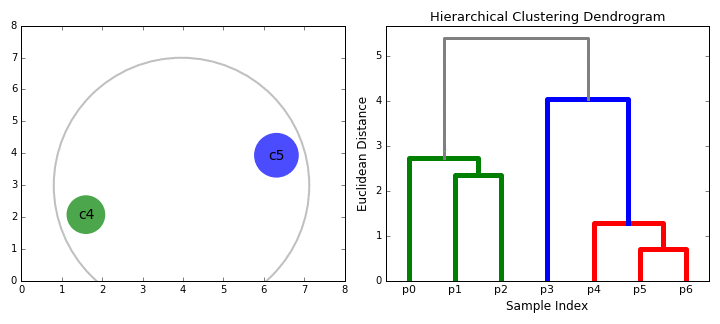 8
7
6
5
4
3
2
1
0
c5
c4
0 1 2 3 4 5 6 7 8
Hierarchical Clustering Dendrogram
Euclidean Distance
5
4
3
2
1
0
p0 p1 p2 p3 p4 p5 p6
Sample Index